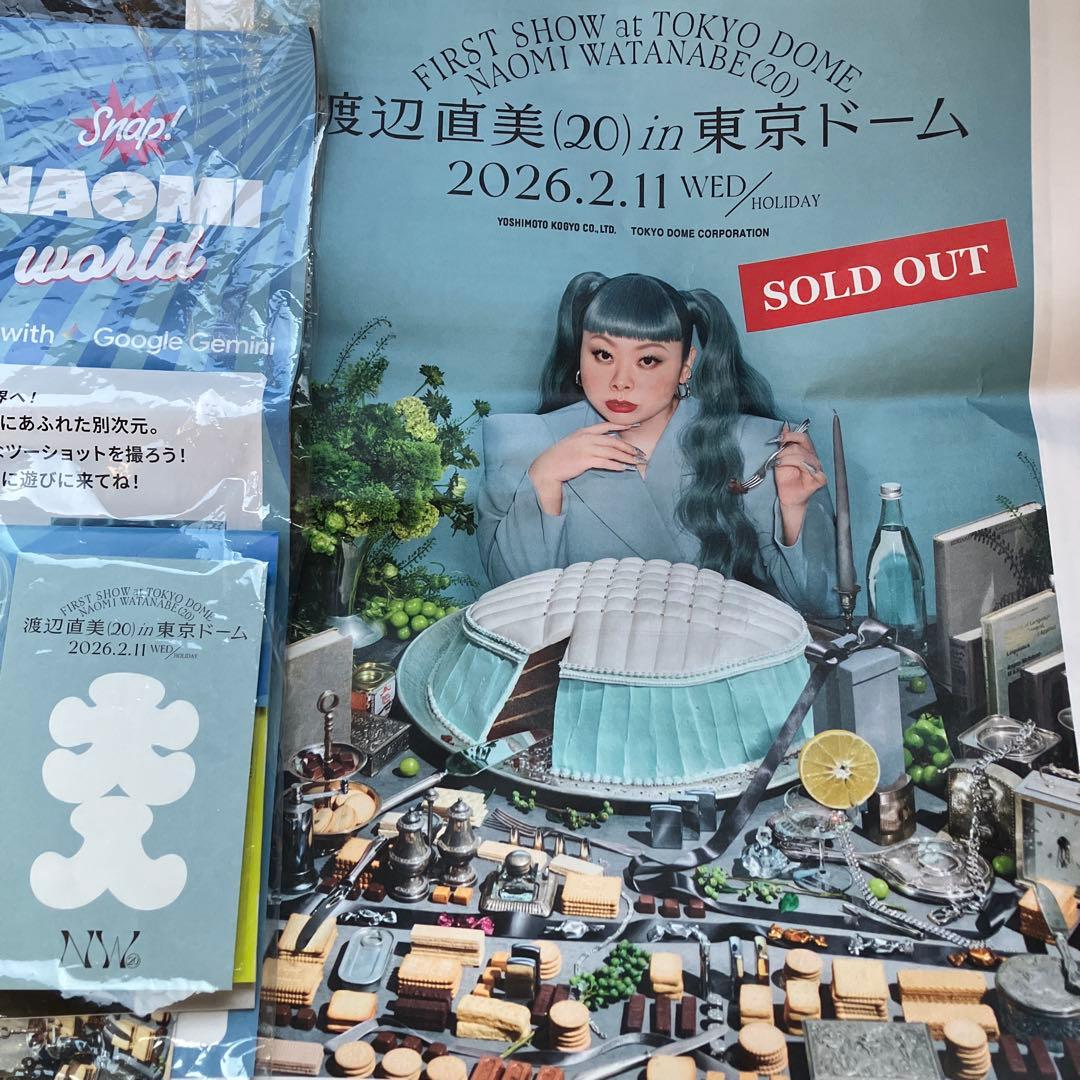 FIRST SHOW at TOKYO DOME
NAOMI WATANABE(20)
渡辺直美(20) in 東京ドーム
2026.2.11 WED/HOLIDAY
YOSHIMOTO KOGYO CO.,LTD. TOKYO DOME CORPORATION
SOLD OUT
Snap!
NAOMI
world
with Google Gemini
界へ!
にあふれた別次元。
なツーショットを撮ろう!
に遊びに来てね!
FIRST SHOW at TOKYO DOME
NAOMI WATANABE(20)
渡辺直美(20) in 東京ドーム
2026.2.11 WED/HOLIDAY
NW20